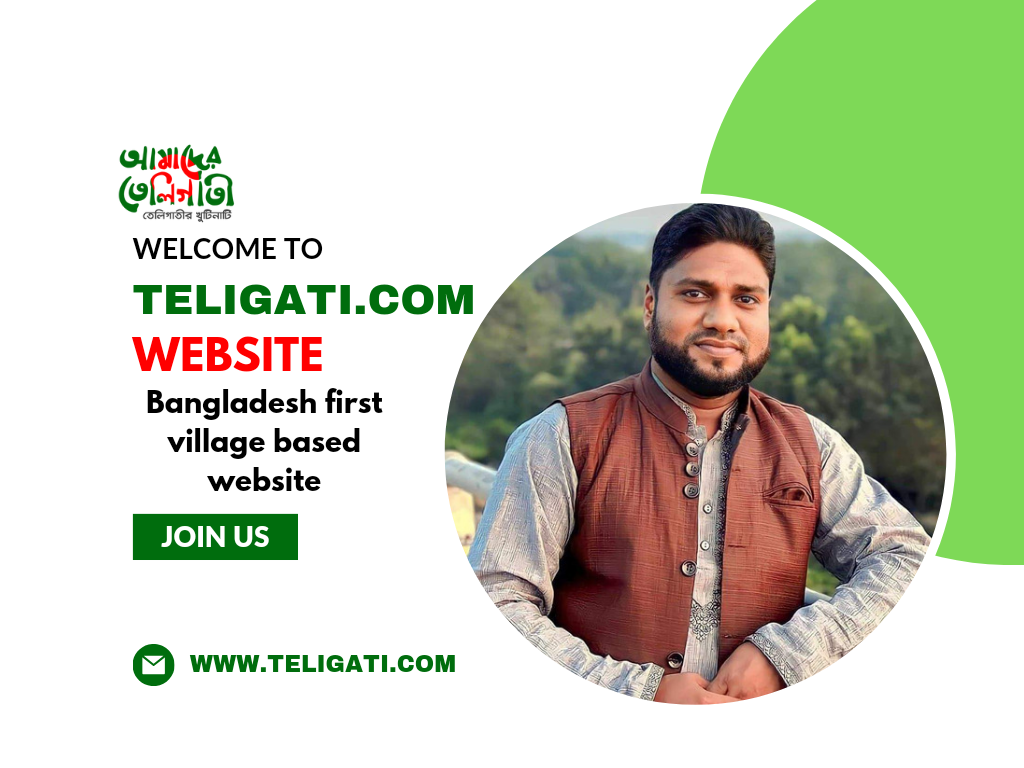 আমাদের
তেলিগাতী
তেলিগাতীর খুটিনাটি
WELCOME TO
TELIGATI.COM
WEBSITE
Bangladesh first
village based
website
JOIN US
WWW.TELIGATI.COM